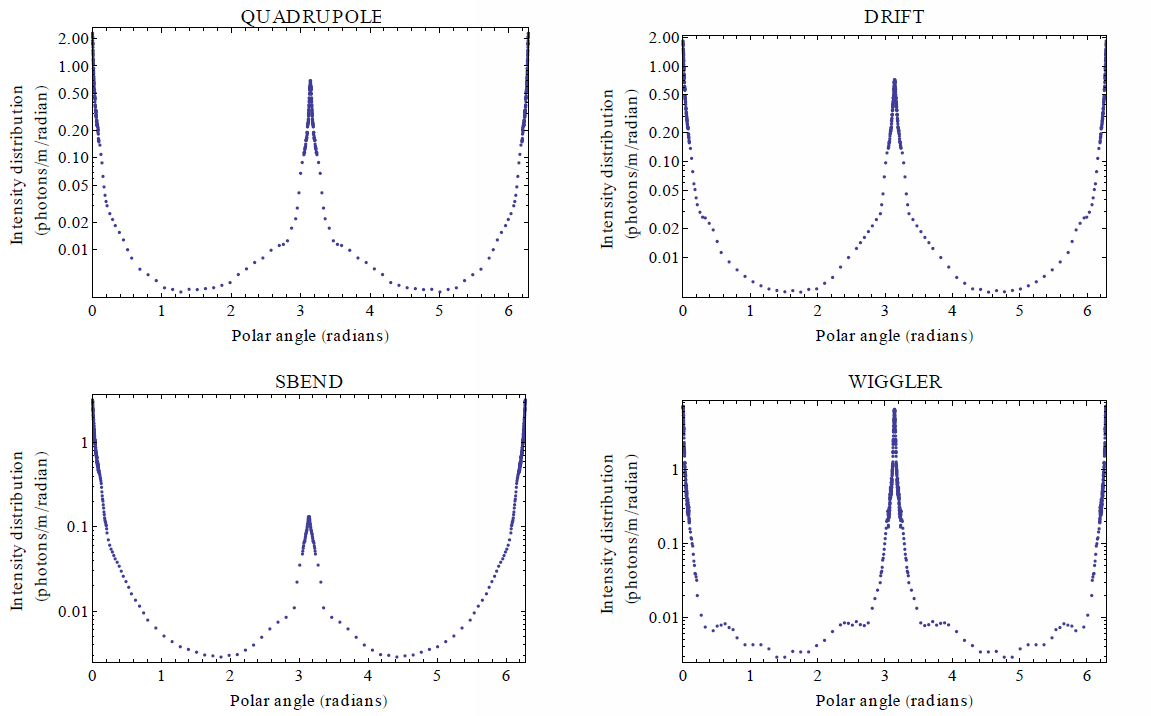 QUADRUPOLE
2.00
1.00
0.50
0.20
0.10
0.05
0.02
0.01
Intensity distribution
(photons/m/radian)
0 1 2 3 4 5 6
Polar angle (radians)
DRIFT
2.00
1.00
0.50
0.20
0.10
0.05
0.02
0.01
Intensity distribution
(photons/m/radian)
0 1 2 3 4 5 6
Polar angle (radians)
SBEND
1
0.1
0.01
Intensity distribution
(photons/m/radian)
0 1 2 3 4 5 6
Polar angle (radians)
WIGGLER
1
0.1
0.01
Intensity distribution
(photons/m/radian)
0 1 2 3 4 5 6
Polar angle (radians)